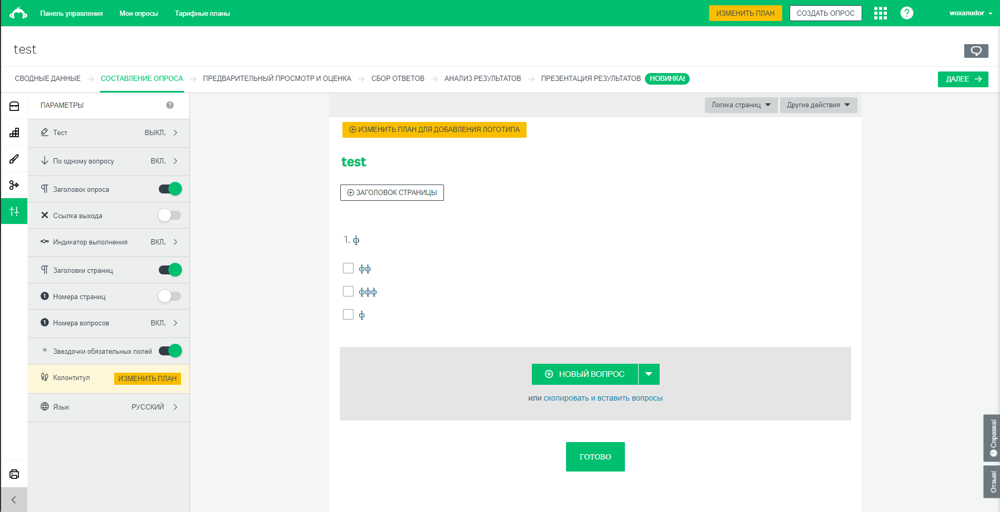 Панель управления
Мои опросы
Тарифные планы
ИЗМЕНИТЬ ПЛАН
СОЗДАТЬ ОПРОС
?
woxanudor
test
СВОДНЫЕ ДАННЫЕ
СОСТАВЛЕНИЕ ОПРОСА
ПРЕДВАРИТЕЛЬНЫЙ ПРОСМОТР И ОЦЕНКА
СБОР ОТВЕТОВ
АНАЛИЗ РЕЗУЛЬТАТОВ
ПРЕЗЕНТАЦИЯ РЕЗУЛЬТАТОВ
НОВИНКА!
ДАЛЕЕ
ПАРАМЕТРЫ
?
Тест ВЫКЛ.
По одному вопросу ВКЛ.
Заголовок опроса
Ссылка выхода
Индикатор выполнения ВКЛ.
Заголовки страниц
1 Номера страниц
1 Номера вопросов ВКЛ.
* Звездочки обязательных полей
Колонтитул ИЗМЕНИТЬ ПЛАН
Язык РУССКИЙ
Логика страниц
Другие действия
ИЗМЕНИТЬ ПЛАН ДЛЯ ДОБАВЛЕНИЯ ЛОГОТИПА
test
ЗАГОЛОВОК СТРАНИЦЫ
1. ф
фф
ффф
ф
НОВЫЙ ВОПРОС
или скопировать и вставить вопросы
ГОТОВО
? Справка!
Отзыв!